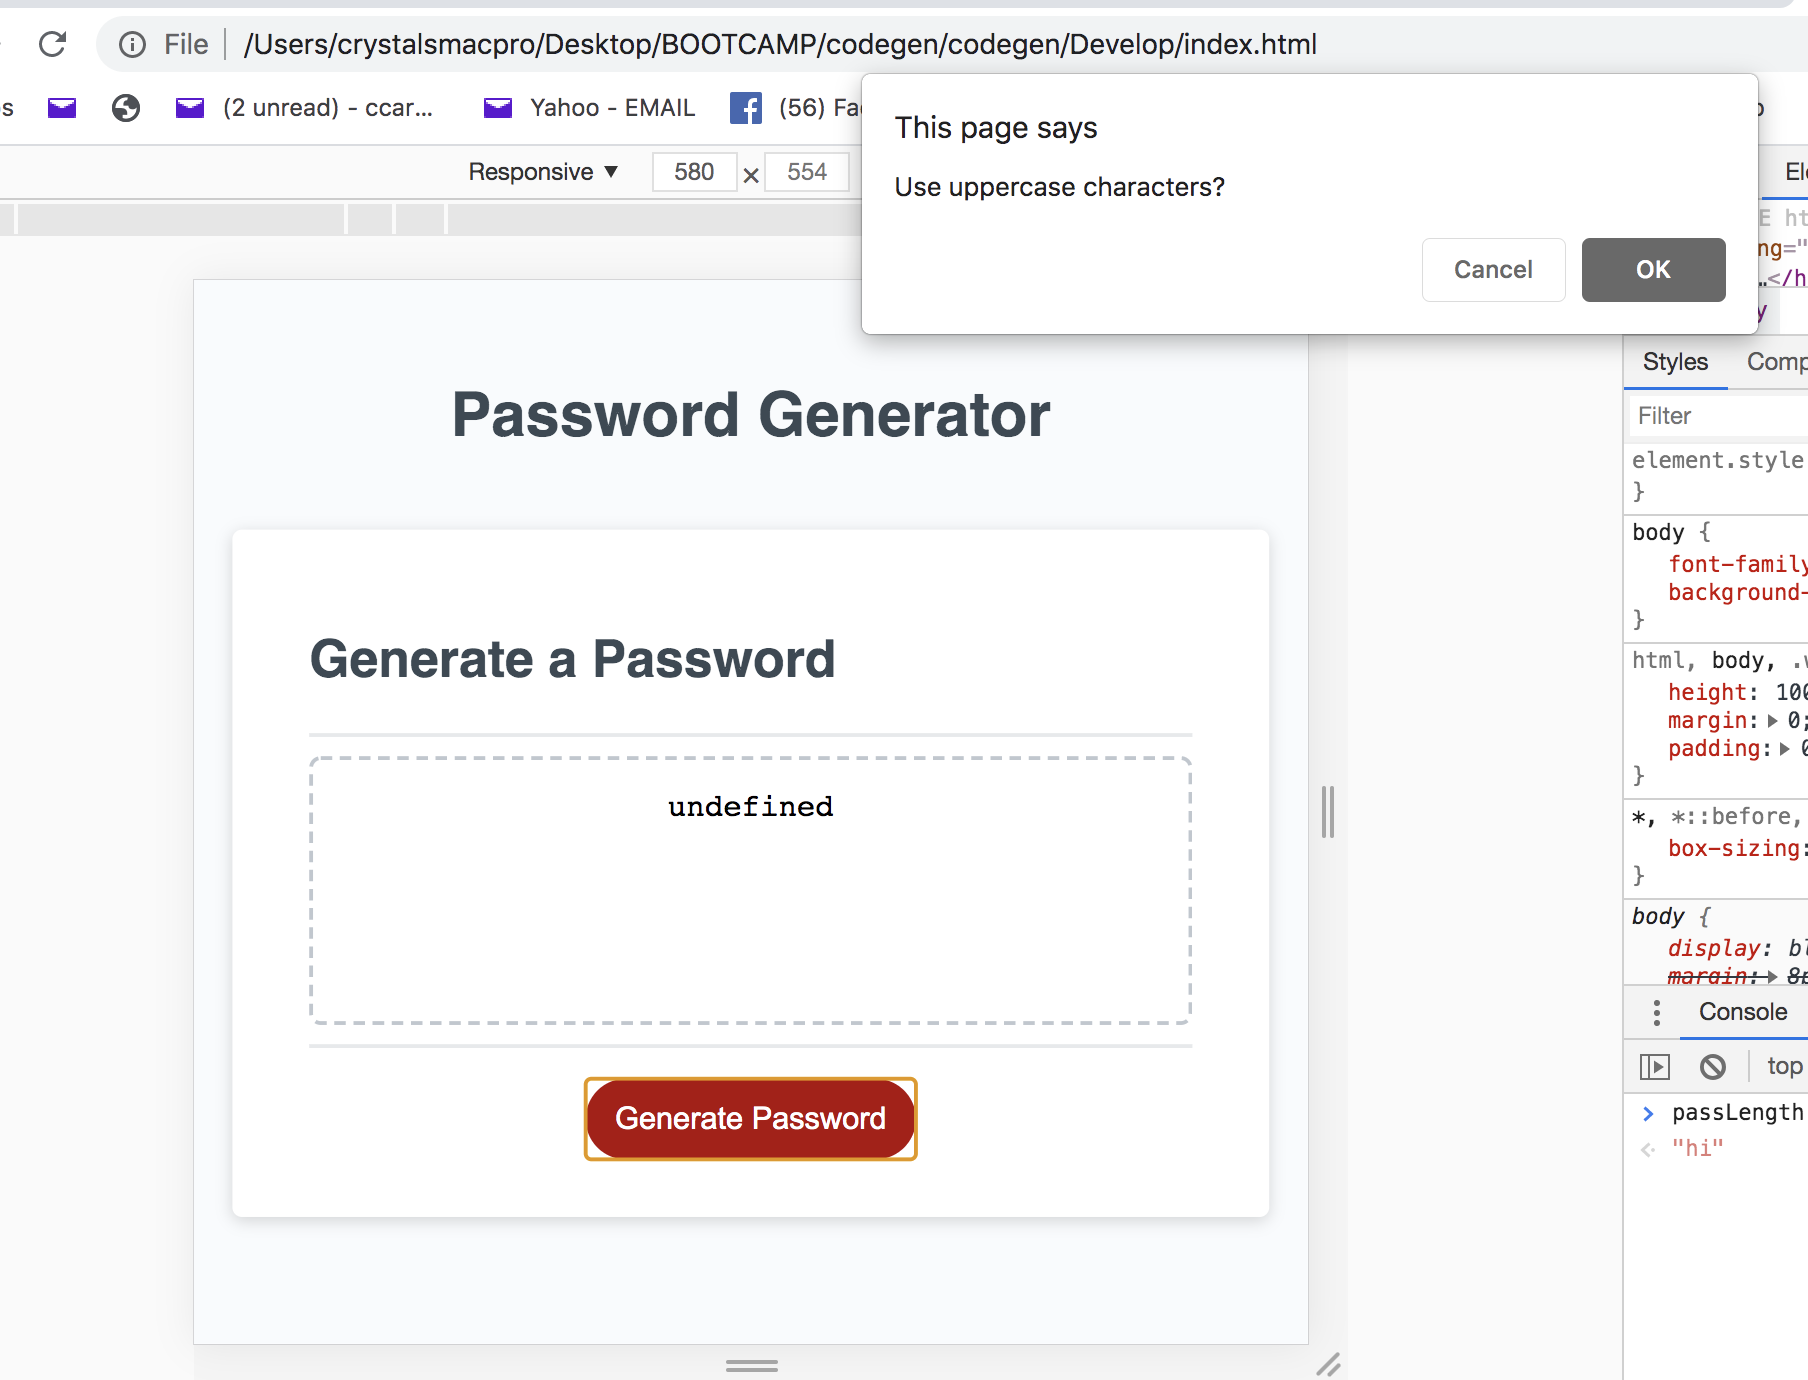 File /Users/crystalsmacpro/Desktop/BOOTCAMP/codegen/codegen/Develop/index.html
s (2 unread) - ccar... Yahoo - EMAIL (56) Fa
This page says
Use uppercase characters?
Cancel OK
Responsive ▼ 580 × 554
Password Generator
Generate a Password
undefined
Generate Password
E ht
ng="
…</h
y
Styles Comp
Filter
element.style
}
body {
font-family
background-
}
html, body, .
height: 100
margin: ▶ 0;
padding: ▶ 0
}
*, *::before,
box-sizing:
}
body {
display: bl
margin: ▶ 8p
Console
top
> passLength
< "hi"